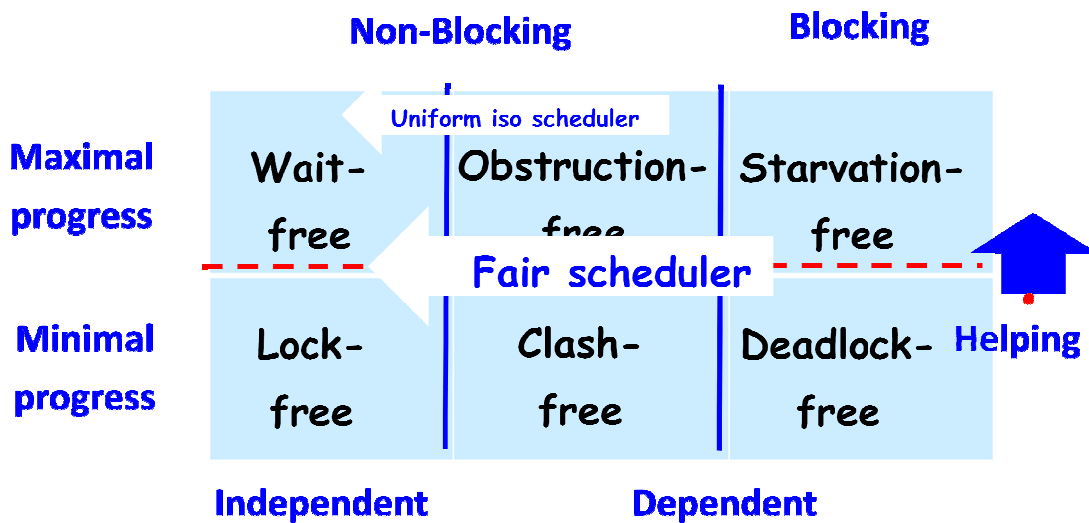 Non-Blocking
Blocking
Uniform iso scheduler
Maximal
progress
Wait-
free
Obstruction-
free
Starvation-
free
Fair scheduler
Minimal
progress
Lock-
free
Clash-
free
Deadlock-
free
Helping
Independent
Dependent